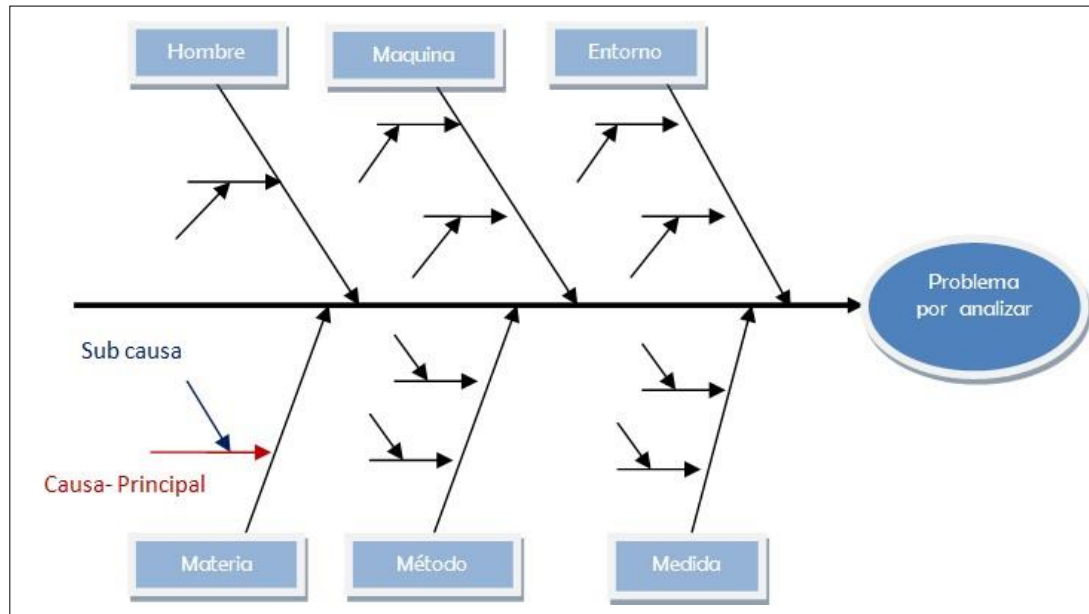 Hombre
Maquina
Entorno
Problema
por analizar
Sub causa
Causa- Principal
Materia
Método
Medida